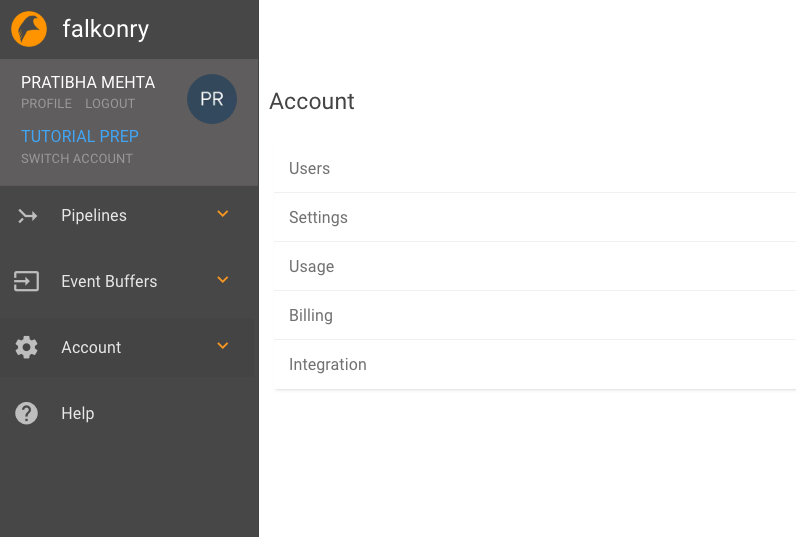 falkonry
PRATIBHA MEHTA
PROFILE LOGOUT
PR
TUTORIAL PREP
SWITCH ACCOUNT
Pipelines
Event Buffers
Account
Help
Account
Users
Settings
Usage
Billing
Integration